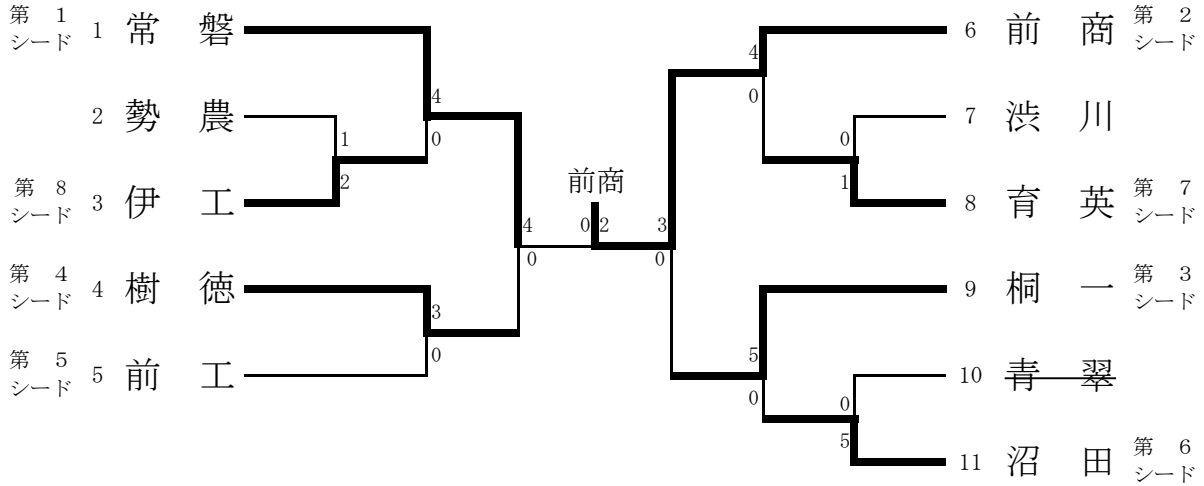 第 1
シード
1 常 磐
2 勢 農
第 8
シード
3 伊 工
第 4
シード
4 樹 徳
第 5
シード
5 前 工
4
0
1
2
3
0
4
0
前商
0 2
3
0
4
0
0
1
5
0
0
5
6 前 商
第 2
シード
7 渋 川
8 育 英
第 7
シード
9 桐 一
第 3
シード
10 青 翠
11 沼 田
第 6
シード